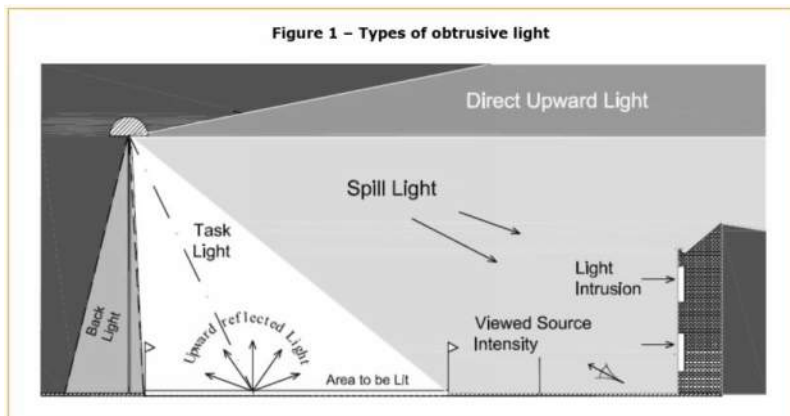 Figure 1 – Types of obtrusive light
Direct Upward Light
Spill Light
Task
Light
Light
Intrusion
Back
Light
Upward reflected Light
Viewed Source
Intensity
Area to be Lit